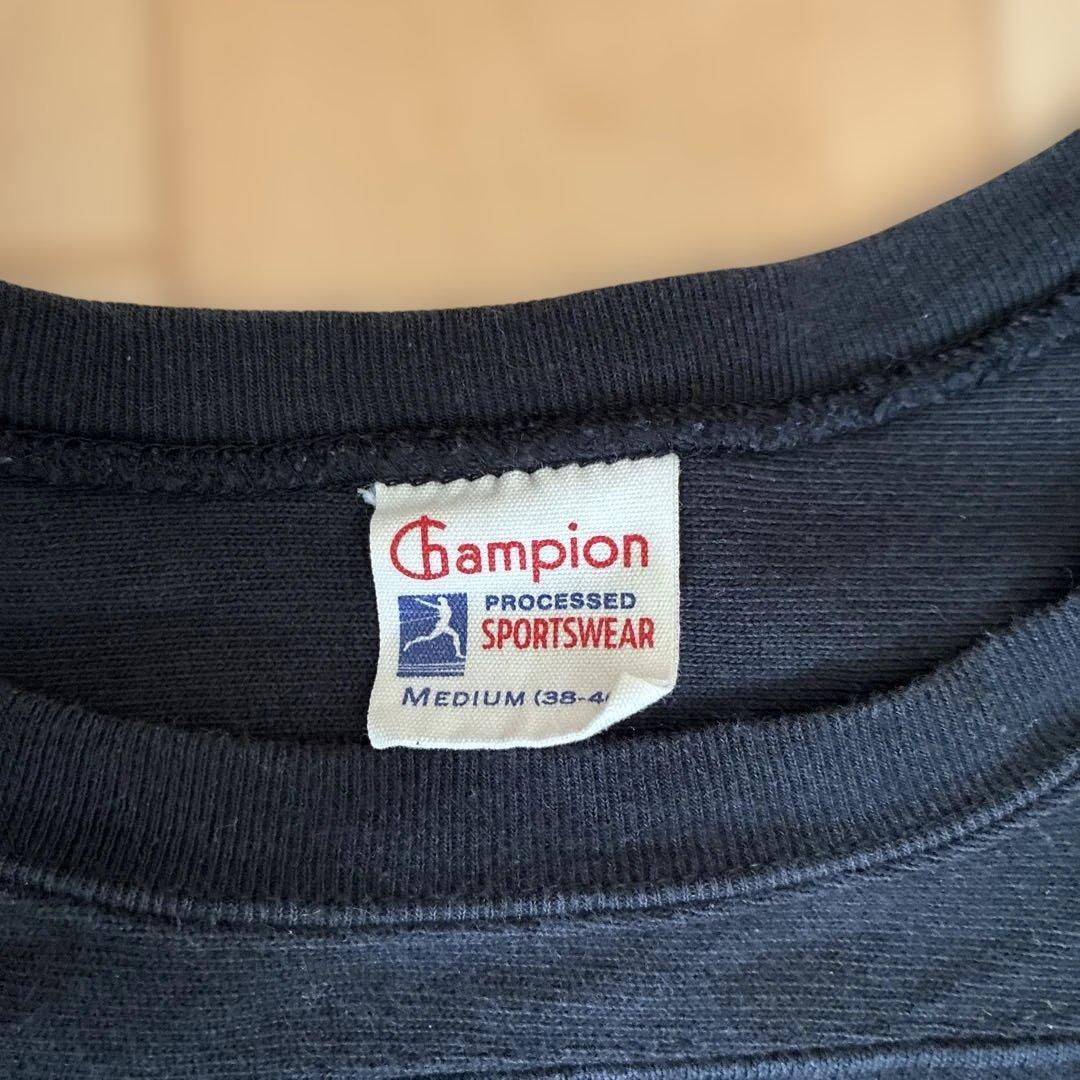 Champion
PROCESSED
SPORTSWEAR
MEDIUM (38-4